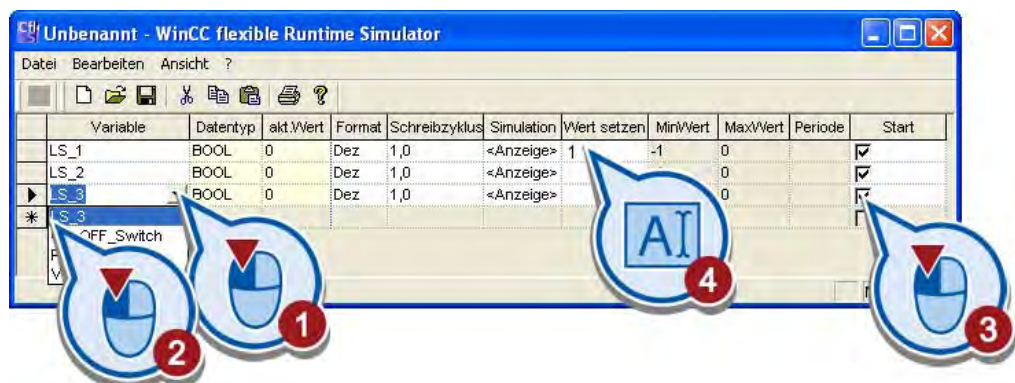 Unbenannt - WinCC flexible Runtime Simulator
Datei Bearbeiten Ansicht ?
Variable Datentyp akt.Wert Format Schreibzyklus Simulation Wert setzen MinWert MaxWert Periode Start
LS_1 BOOL 0 Dez 1,0 <Anzeige> 1 -1 0
LS_2 BOOL 0 Dez 1,0 <Anzeige> 0
LS_3 BOOL 0 Dez 1,0 <Anzeige> 0
LS_3
OFF_Switch
A
4
1
2
3